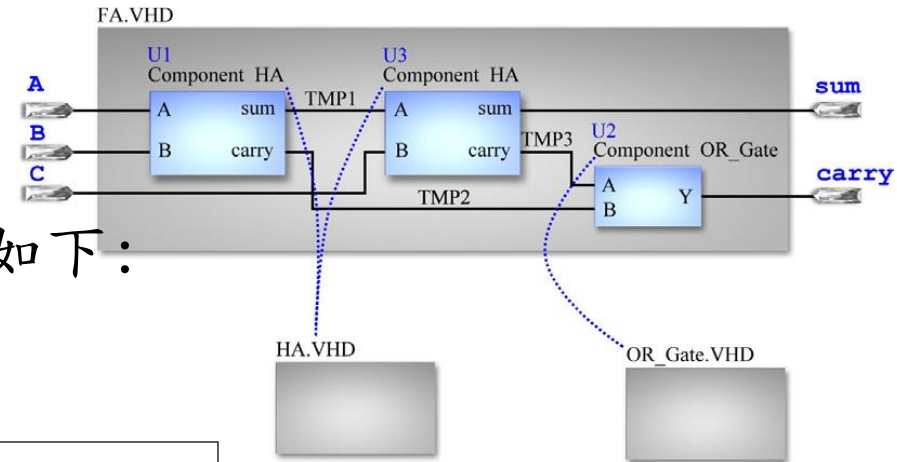 FA.VHD
U1
Component HA
U3
Component HA
A
B
C
A sum
B carry
TMP1
A sum
B carry
TMP3
TMP2
U2
Component OR_Gate
A
B
Y
sum
carry
如下：
HA.VHD
OR_Gate.VHD